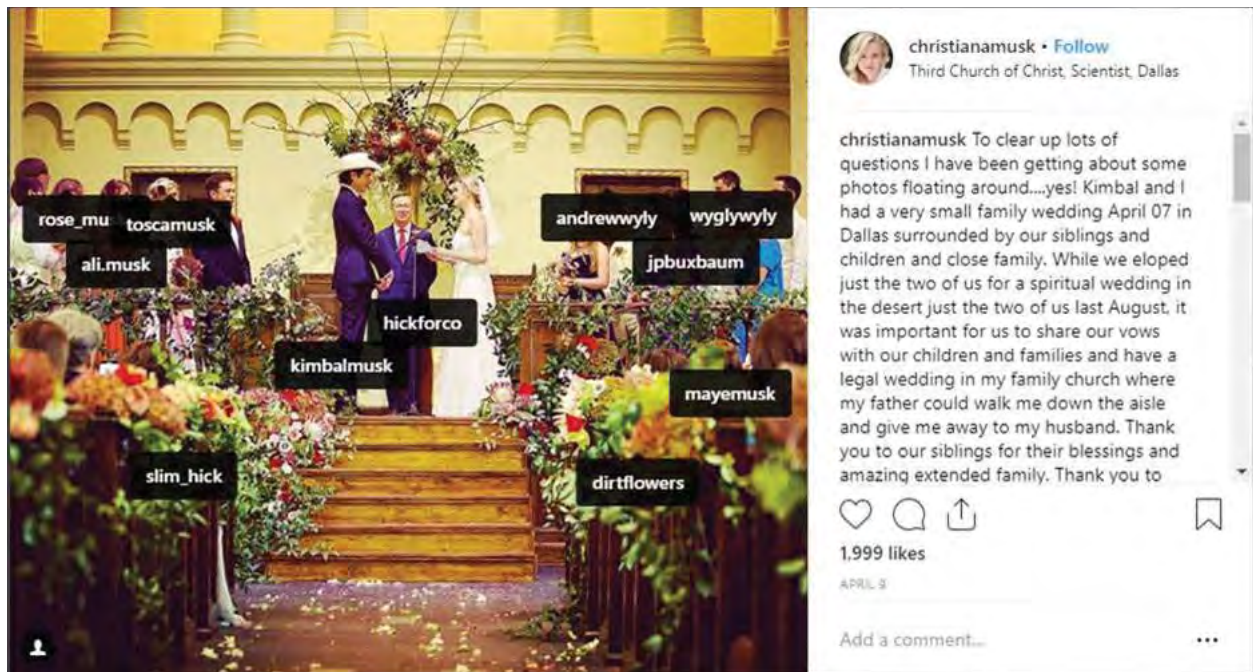 rose_mu
toscamusk
ali.musk
andrewwyly
wyglywyly
jpbuxbaum
hickforco
kimbalmusk
mayemusk
slim_hick
dirtflowers
christianamusk • Follow
Third Church of Christ, Scientist, Dallas
christianamusk To clear up lots of
questions I have been getting about some
photos floating around....yes! Kimbal and I
had a very small family wedding April 07 in
Dallas surrounded by our siblings and
children and close family. While we eloped
just the two of us for a spiritual wedding in
the desert just the two of us last August, it
was important for us to share our vows
with our children and families and have a
legal wedding in my family church where
my father could walk me down the aisle
and give me away to my husband. Thank
you to our siblings for their blessings and
amazing extended family. Thank you to
1,999 likes
APRIL 9
Add a comment...